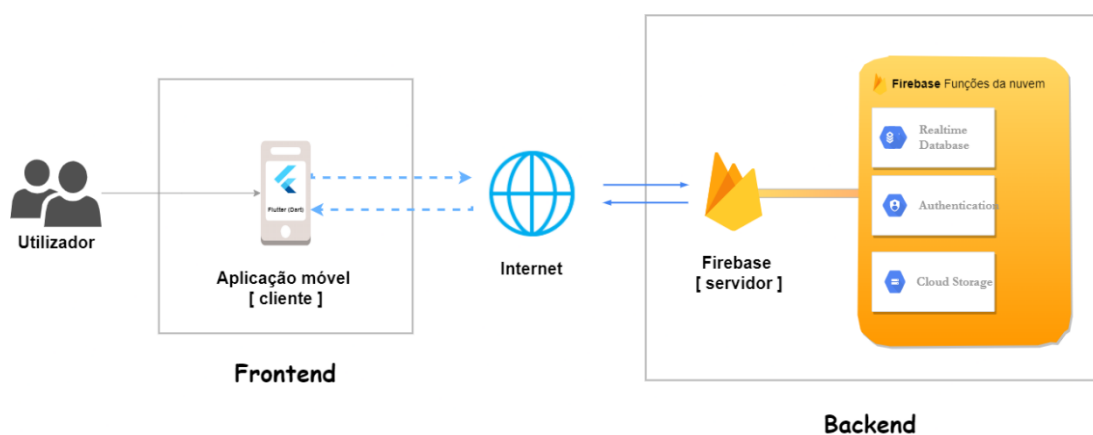 Utilizador
Flutter (Dart)
Aplicação móvel
[ cliente ]
Frontend
Internet
Firebase
[ servidor ]
Firebase Funções da nuvem
Realtime
Database
Authentication
Cloud Storage
Backend